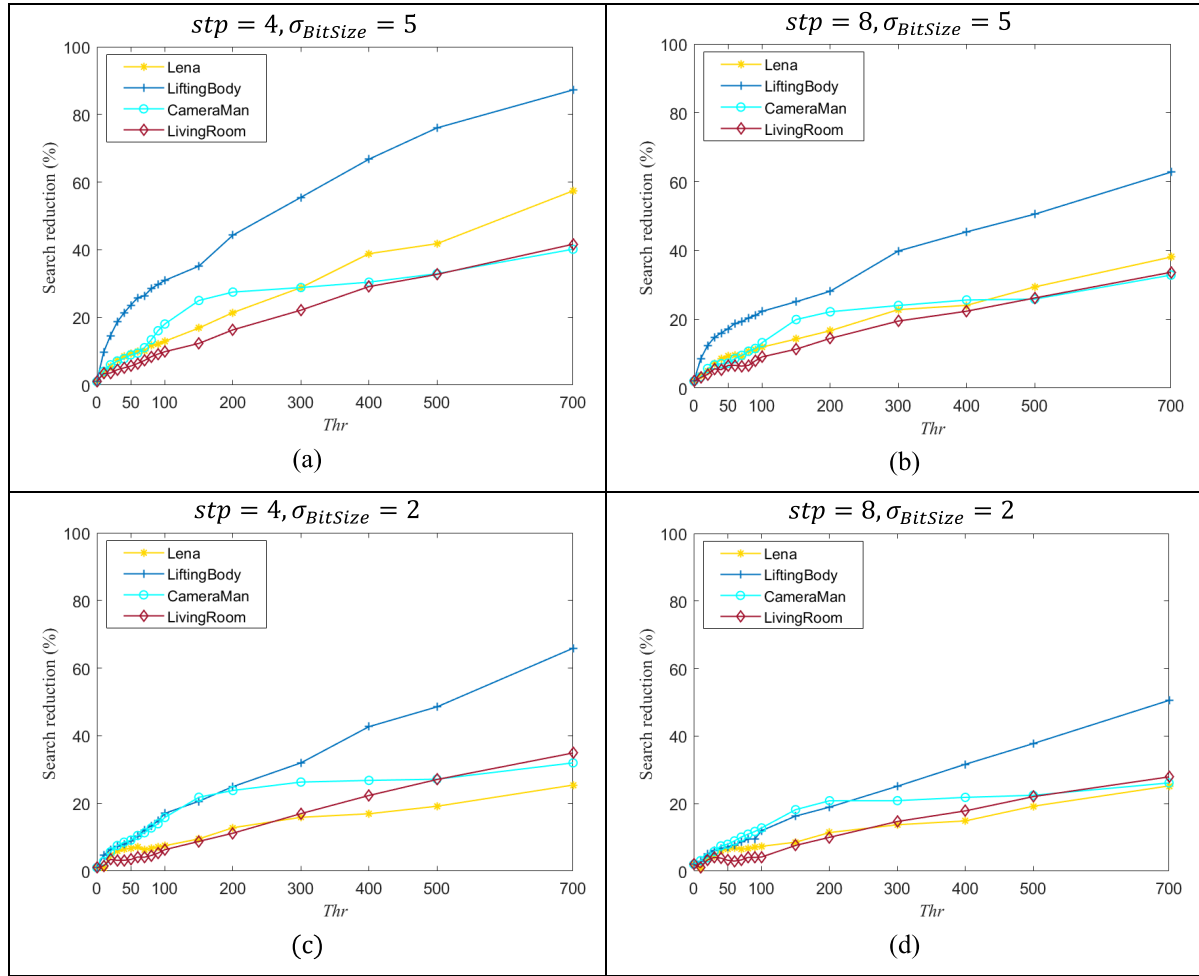 stp = 4, σ_BitSize = 5
100
80
60
40
20
0
Search reduction (%)
Lena
LiftingBody
CameraMan
LivingRoom
0 50 100 200 300 400 500 700
Thr
(a)
stp = 8, σ_BitSize = 5
100
80
60
40
20
0
Search reduction (%)
Lena
LiftingBody
CameraMan
LivingRoom
0 50 100 200 300 400 500 700
Thr
(b)
stp = 4, σ_BitSize = 2
100
80
60
40
20
0
Search reduction (%)
Lena
LiftingBody
CameraMan
LivingRoom
0 50 100 200 300 400 500 700
Thr
(c)
stp = 8, σ_BitSize = 2
100
80
60
40
20
0
Search reduction (%)
Lena
LiftingBody
CameraMan
LivingRoom
0 50 100 200 300 400 500 700
Thr
(d)